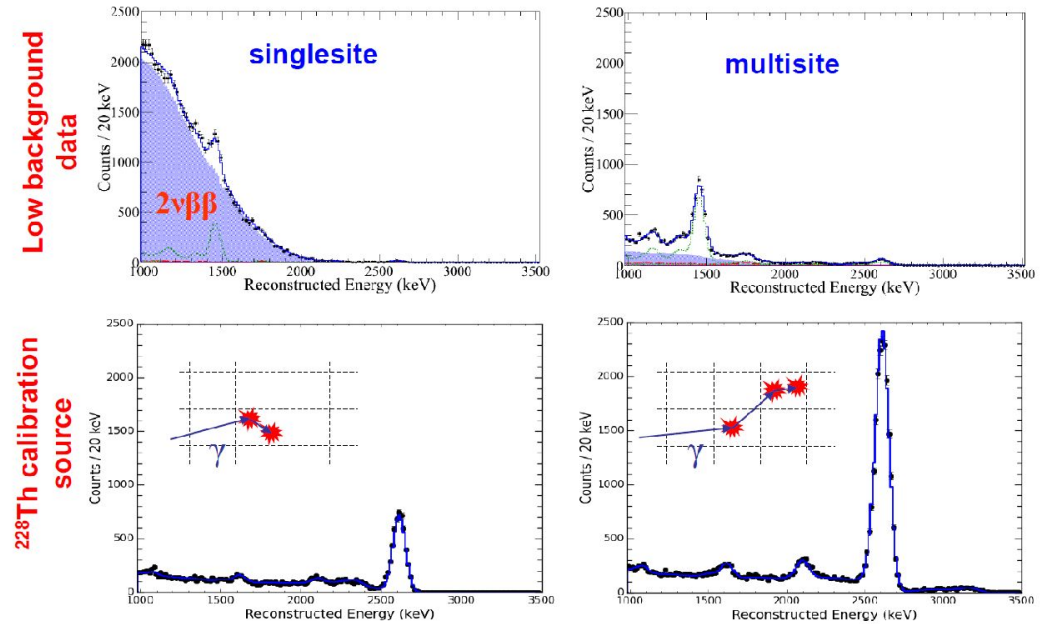 Low background data
singlesite
2νββ
Counts / 20 keV
2500
2000
1500
1000
500
0
1000 1500 2000 2500 3000 3500
Reconstructed Energy (keV)
multisite
Counts / 20 keV
2500
2000
1500
1000
500
0
1000 1500 2000 2500 3000 3500
Reconstructed Energy (keV)
²²⁸Th calibration source
Counts / 20 keV
2500
2000
1500
1000
500
0
γ
1000 1500 2000 2500 3000 3500
Reconstructed Energy (keV)
Counts / 20 keV
2500
2000
1500
1000
500
0
γ
1000 1500 2000 2500 3000 3500
Reconstructed Energy (keV)